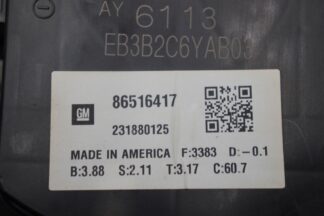 AY 6113
EB3B2C6YAB03
GM
86516417
231880125
MADE IN AMERICA F:3383 D:-0.1
B:3.88 S:2.11 T:3.17 C:60.7